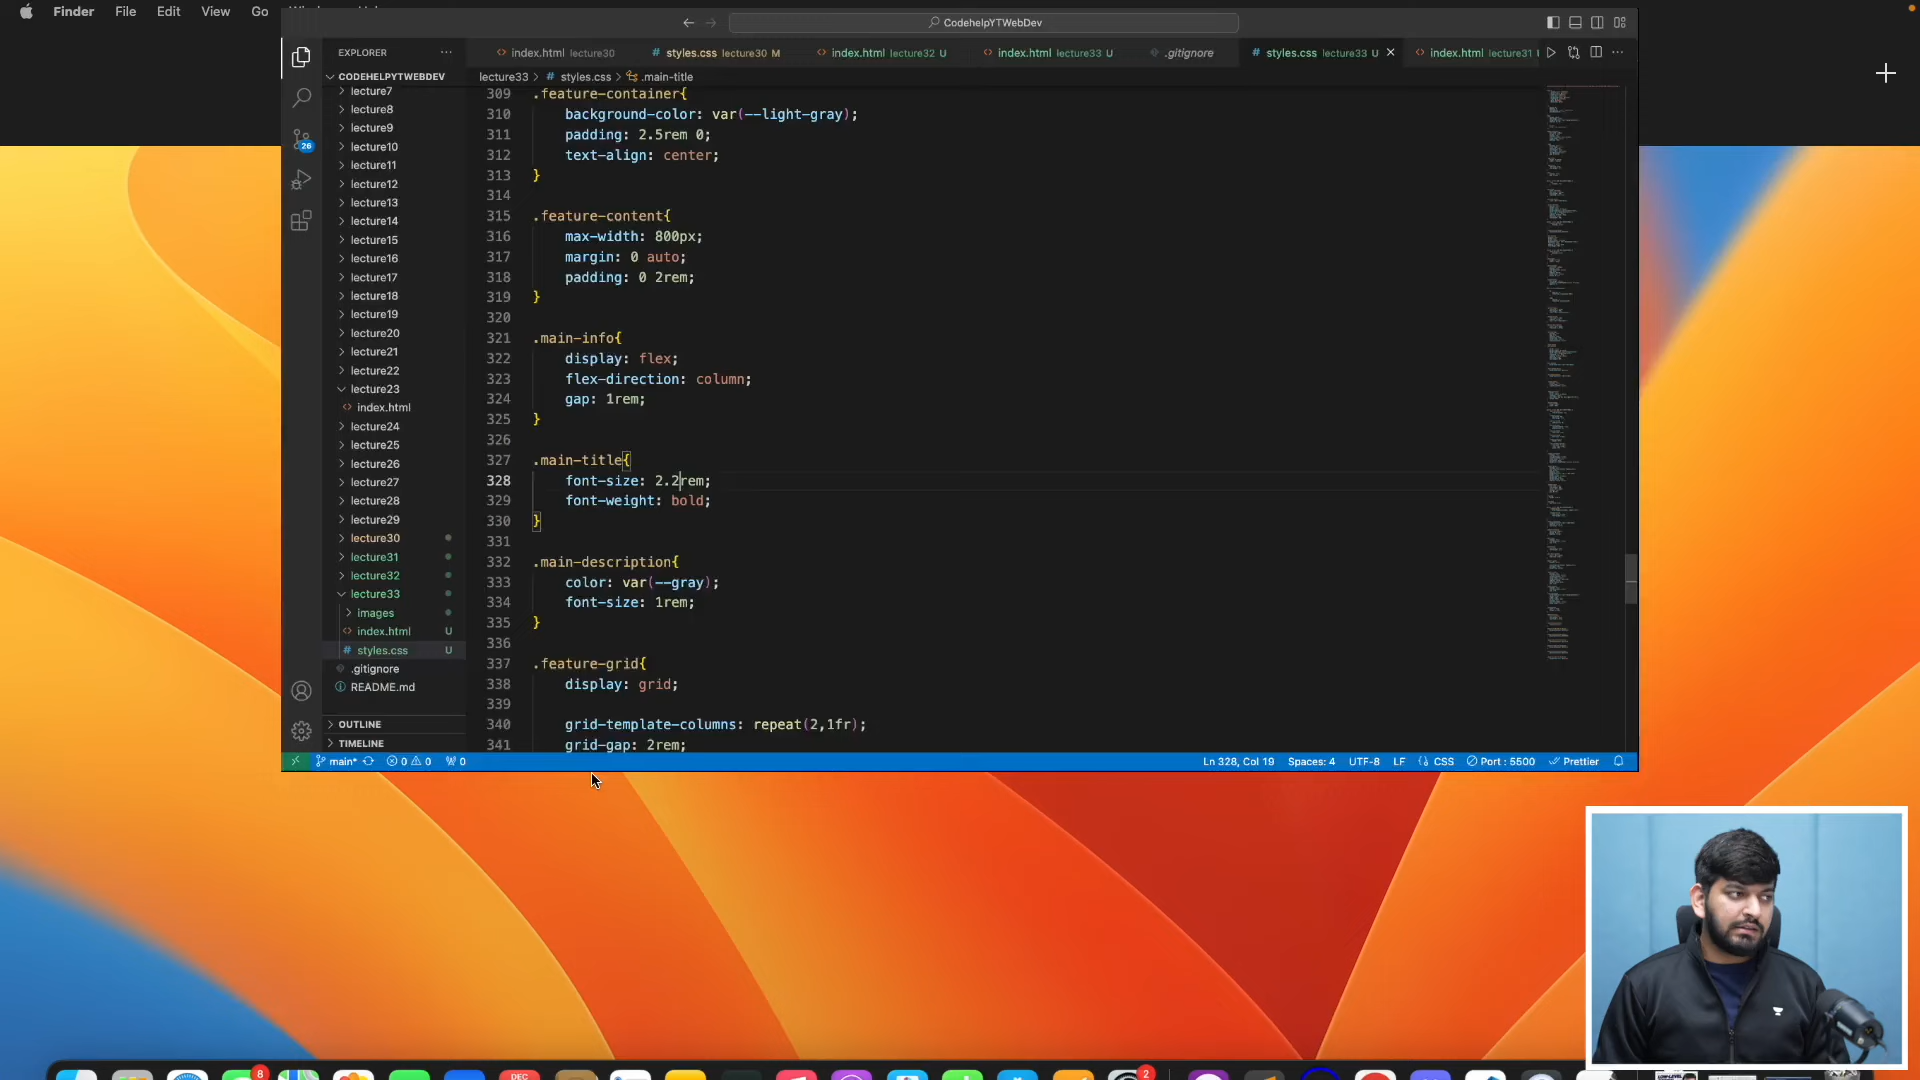 Finder File Edit View Go
CodehelpYTWebDev
EXPLORER
index.html lecture30
styles.css lecture30 M
index.html lecture32 U
index.html lecture33 U
.gitignore
styles.css lecture33 U
index.html lecture31
CODEHELPYTWEBDEV
lecture33 > # styles.css > .main-title
lecture7
lecture8
lecture9
lecture10
lecture11
lecture12
lecture13
lecture14
lecture15
lecture16
lecture17
lecture18
lecture19
lecture20
lecture21
lecture22
lecture23
index.html
lecture24
lecture25
lecture26
lecture27
lecture28
lecture29
lecture30
lecture31
lecture32
lecture33
images
index.html U
# styles.css U
.gitignore
README.md
OUTLINE
TIMELINE
26
309 .feature-container{
310 background-color: var(--light-gray);
311 padding: 2.5rem 0;
312 text-align: center;
313 }
314
315 .feature-content{
316 max-width: 800px;
317 margin: 0 auto;
318 padding: 0 2rem;
319 }
320
321 .main-info{
322 display: flex;
323 flex-direction: column;
324 gap: 1rem;
325 }
326
327 .main-title{
328 font-size: 2.2rem;
329 font-weight: bold;
330 }
331
332 .main-description{
333 color: var(--gray);
334 font-size: 1rem;
335 }
336
337 .feature-grid{
338 display: grid;
339
340 grid-template-columns: repeat(2,1fr);
341 grid-gap: 2rem;
main* 0 0 0
Ln 328, Col 19 Spaces: 4 UTF-8 LF CSS Port : 5500 Prettier
8
DEC
2